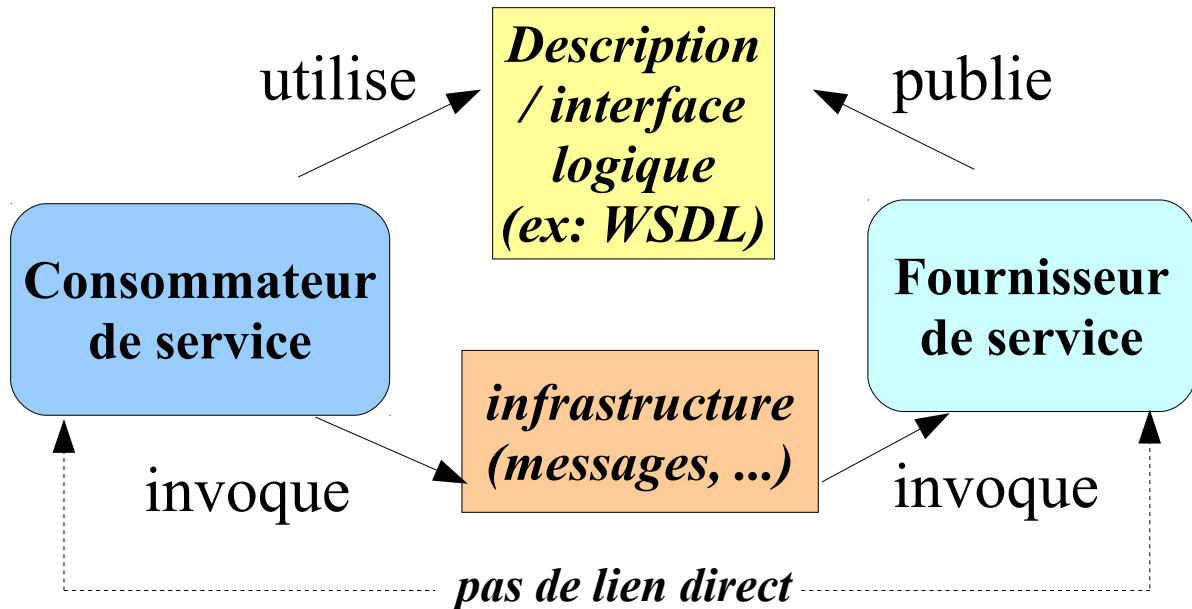 utilise
Description
/ interface
logique
(ex: WSDL)
publie
Consommateur
de service
Fournisseur
de service
infrastructure
(messages, ...)
invoque
invoque
pas de lien direct